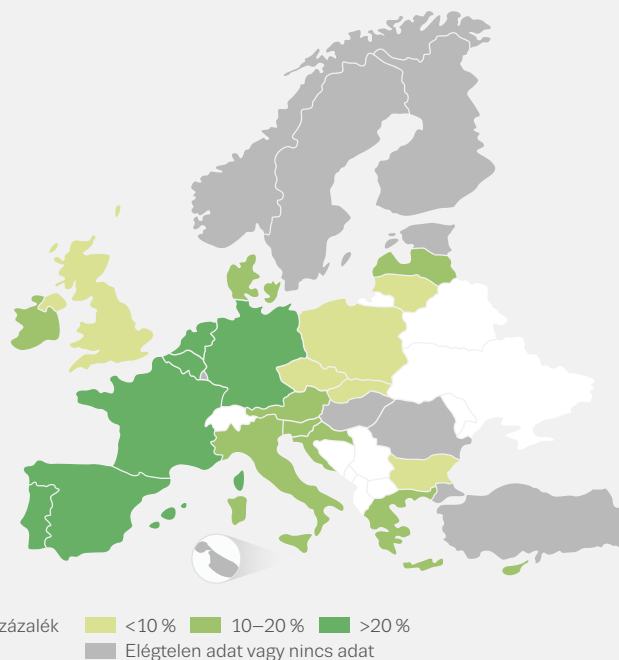 zázalék <10 % 10–20 % >20 %
Elégtelen adat vagy nincs adat